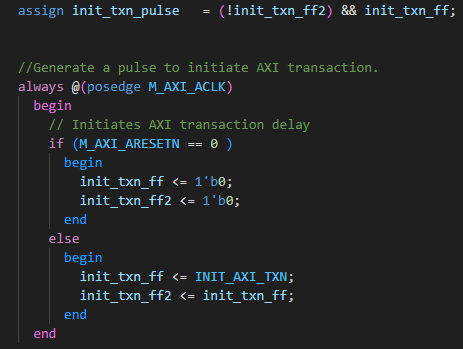 assign init_txn_pulse   = (!init_txn_ff2) && init_txn_ff;
//Generate a pulse to initiate AXI transaction.
always @(posedge M_AXI_ACLK)
  begin
    // Initiates AXI transaction delay
    if (M_AXI_ARESETN == 0 )
      begin
        init_txn_ff <= 1'b0;
        init_txn_ff2 <= 1'b0;
      end
    else
      begin
        init_txn_ff <= INIT_AXI_TXN;
        init_txn_ff2 <= init_txn_ff;
      end
  end